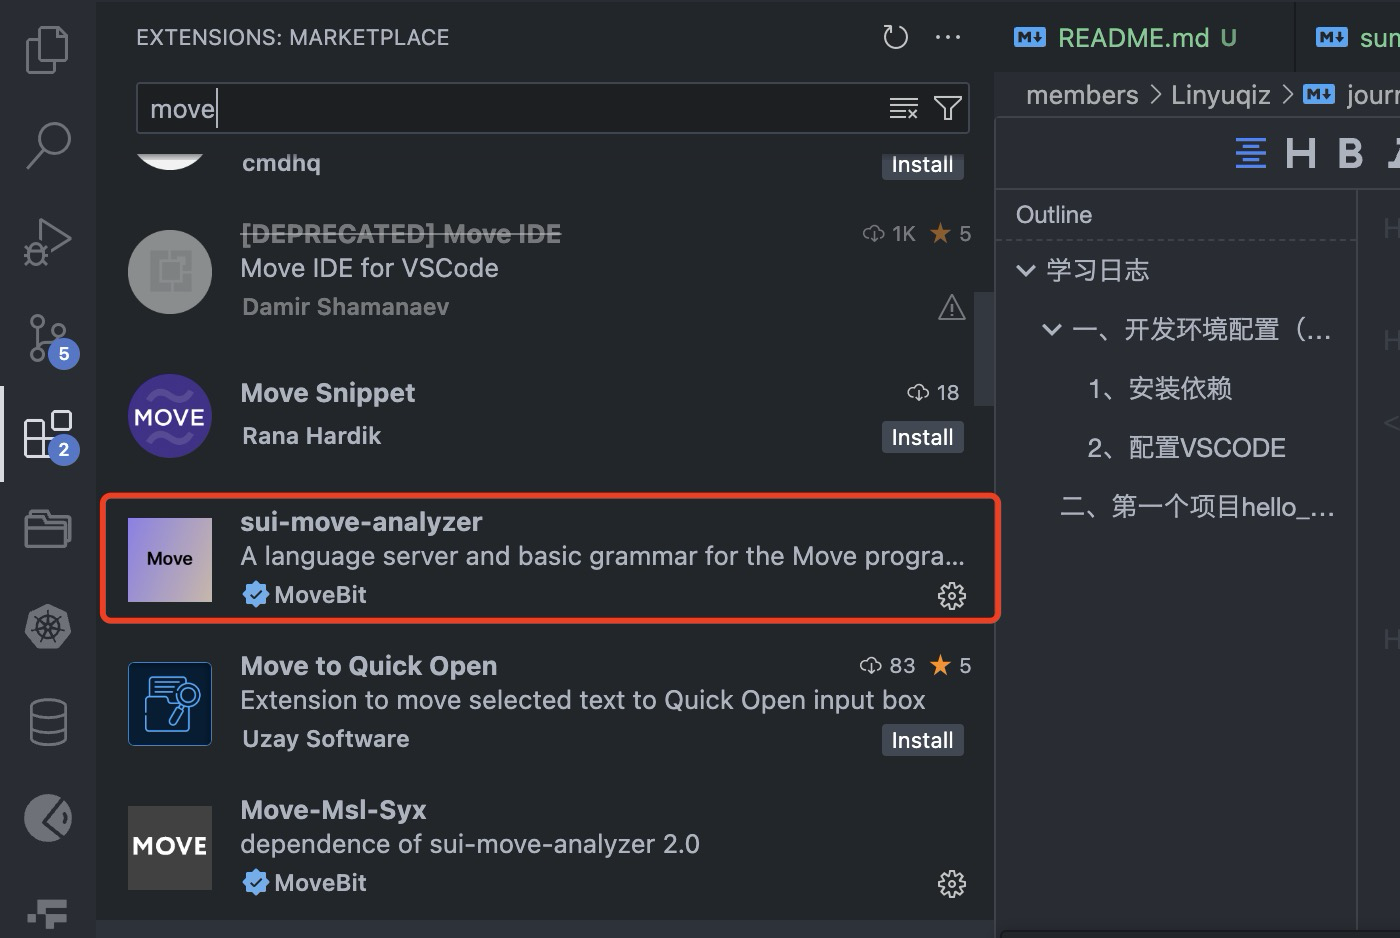 EXTENSIONS: MARKETPLACE
move
cmdhq
Install
[DEPRECATED] Move IDE
1K
5
Move IDE for VSCode
Damir Shamanaev
MOVE
Move Snippet
18
Rana Hardik
Install
Move
sui-move-analyzer
A language server and basic grammar for the Move progra...
MoveBit
Move to Quick Open
83
5
Extension to move selected text to Quick Open input box
Uzay Software
Install
MOVE
Move-Msl-Syx
dependence of sui-move-analyzer 2.0
MoveBit
5
2
README.md U
members > Linyuqiz >
H B
Outline
学习日志
一、开发环境配置（...
1、安装依赖
2、配置VSCODE
二、第一个项目hello_...